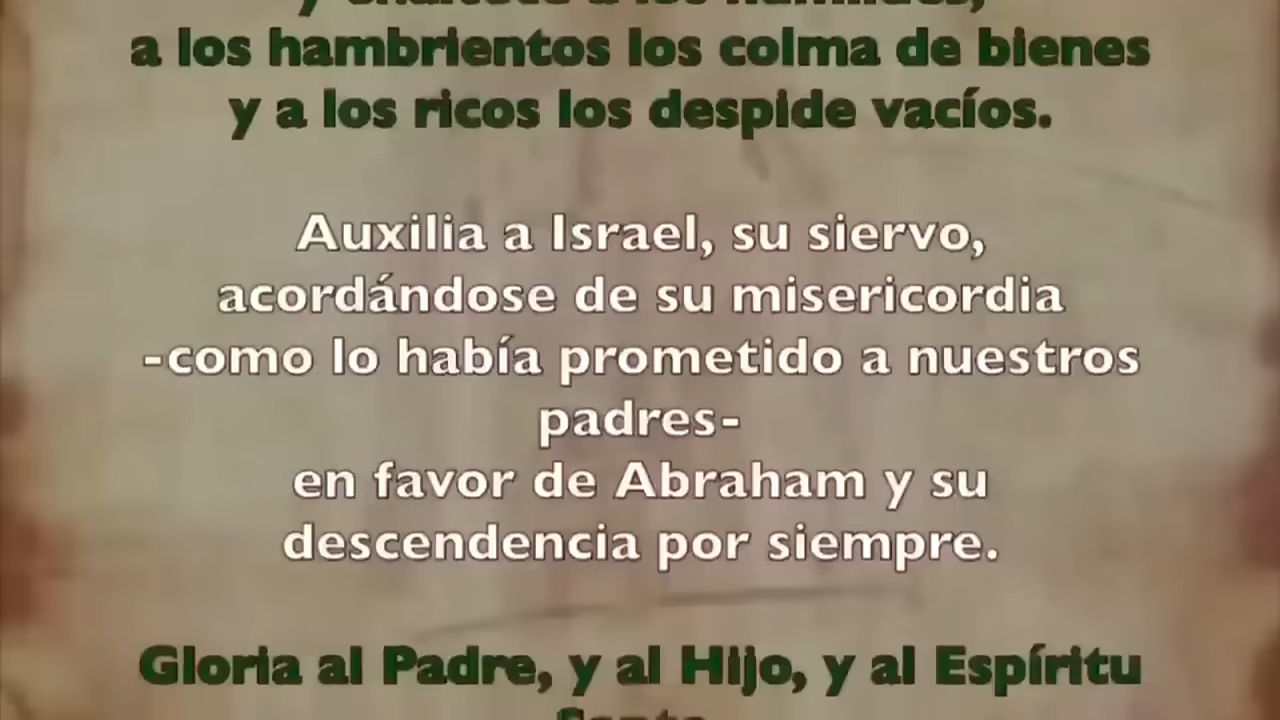 a los hambrientos los colma de bienes
y a los ricos los despide vacíos.
Auxilia a Israel, su siervo,
acordándose de su misericordia
-como lo había prometido a nuestros
padres-
en favor de Abraham y su
descendencia por siempre.
Gloria al Padre, y al Hijo, y al Espíritu